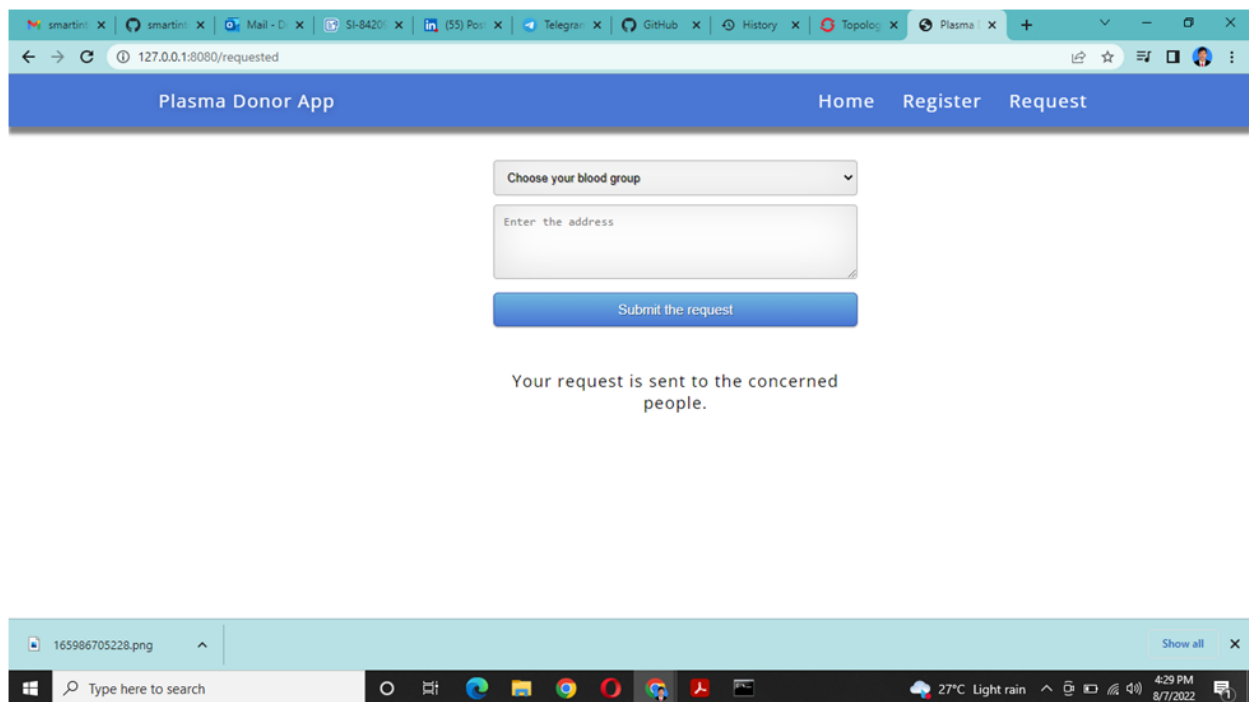 smartint
smartint
Mail - D
SI-8420
(55) Post
Telegran
GitHub
History
Topolog
Plasma
127.0.0.1:8080/requested
Plasma Donor App
Home Register Request
Choose your blood group
Enter the address
Submit the request
Your request is sent to the concerned
people.
165986705228.png
Show all
Type here to search
27°C Light rain
4:29 PM
8/7/2022